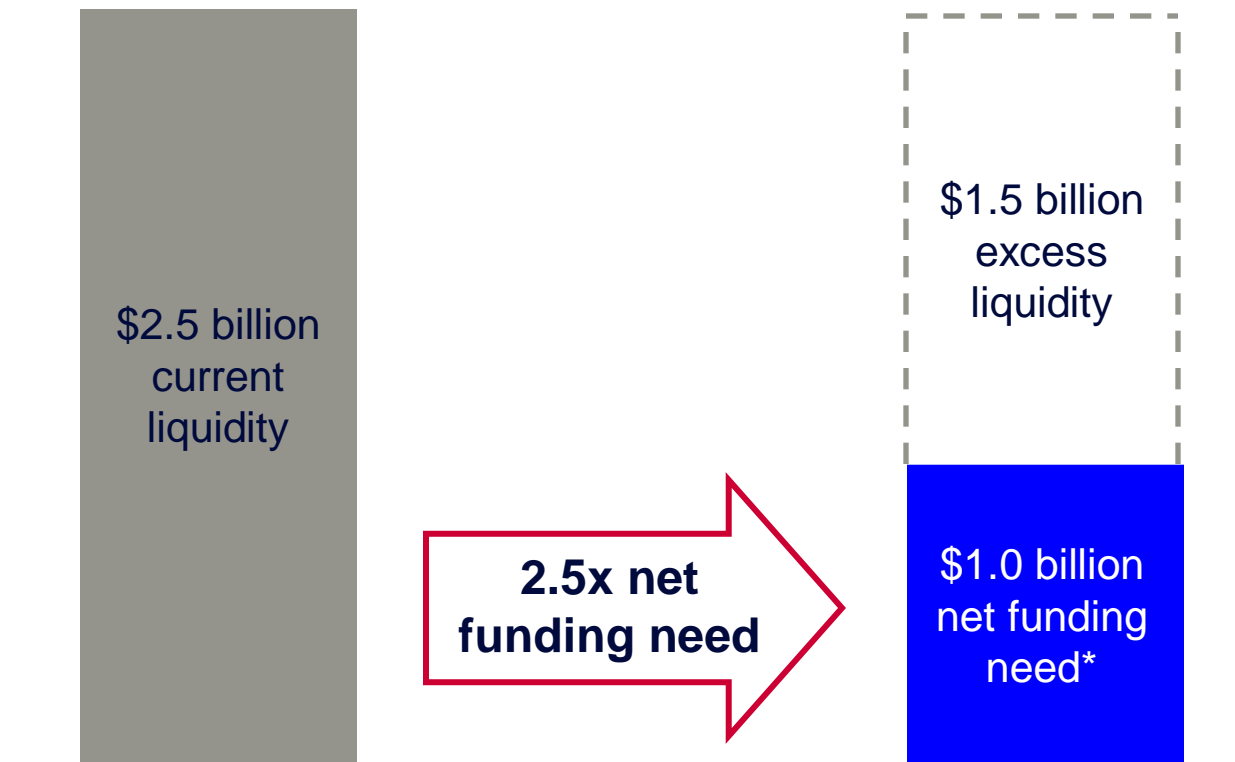 $2.5 billion
current
liquidity
2.5x net
funding need
$1.5 billion
excess
liquidity
$1.0 billion
net funding
need*